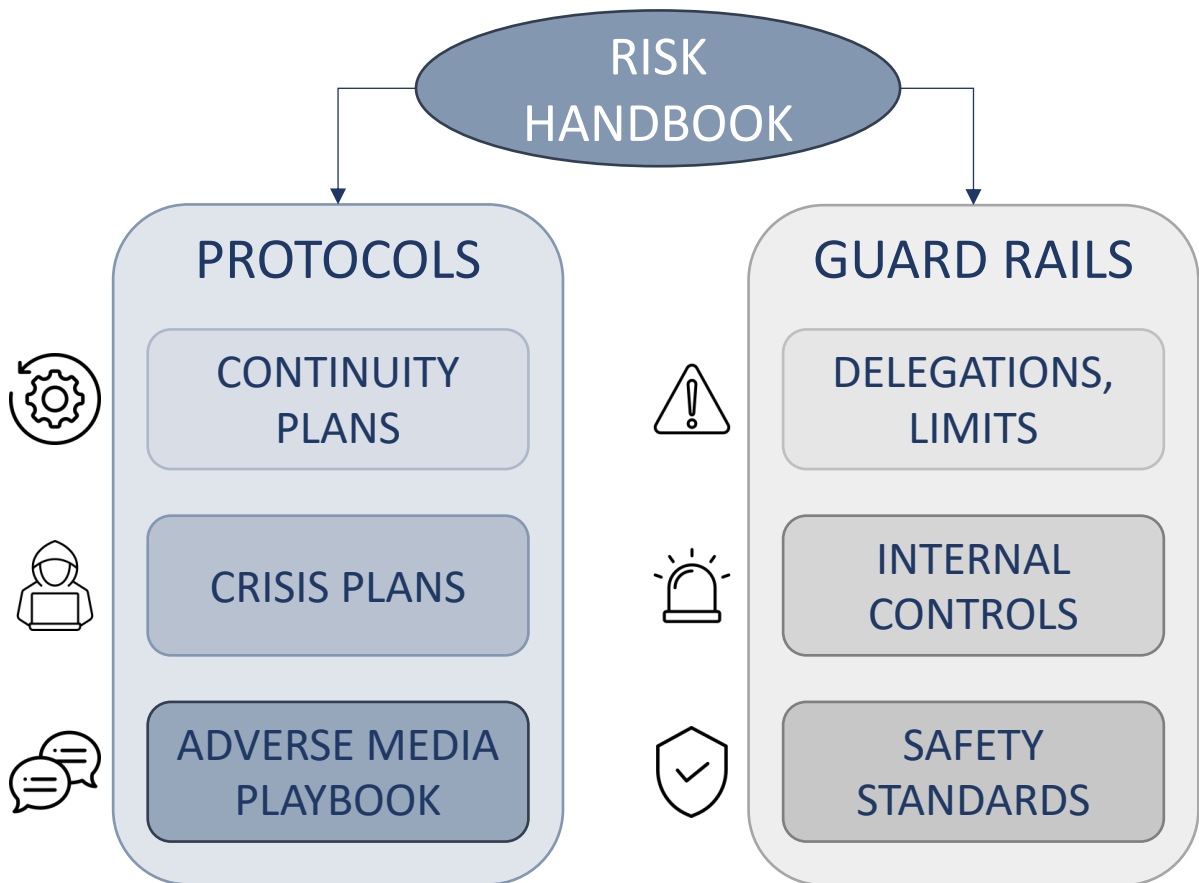 RISK
HANDBOOK
PROTOCOLS
CONTINUITY
PLANS
CRISIS PLANS
ADVERSE MEDIA
PLAYBOOK
GUARD RAILS
DELEGATIONS,
LIMITS
INTERNAL
CONTROLS
SAFETY
STANDARDS